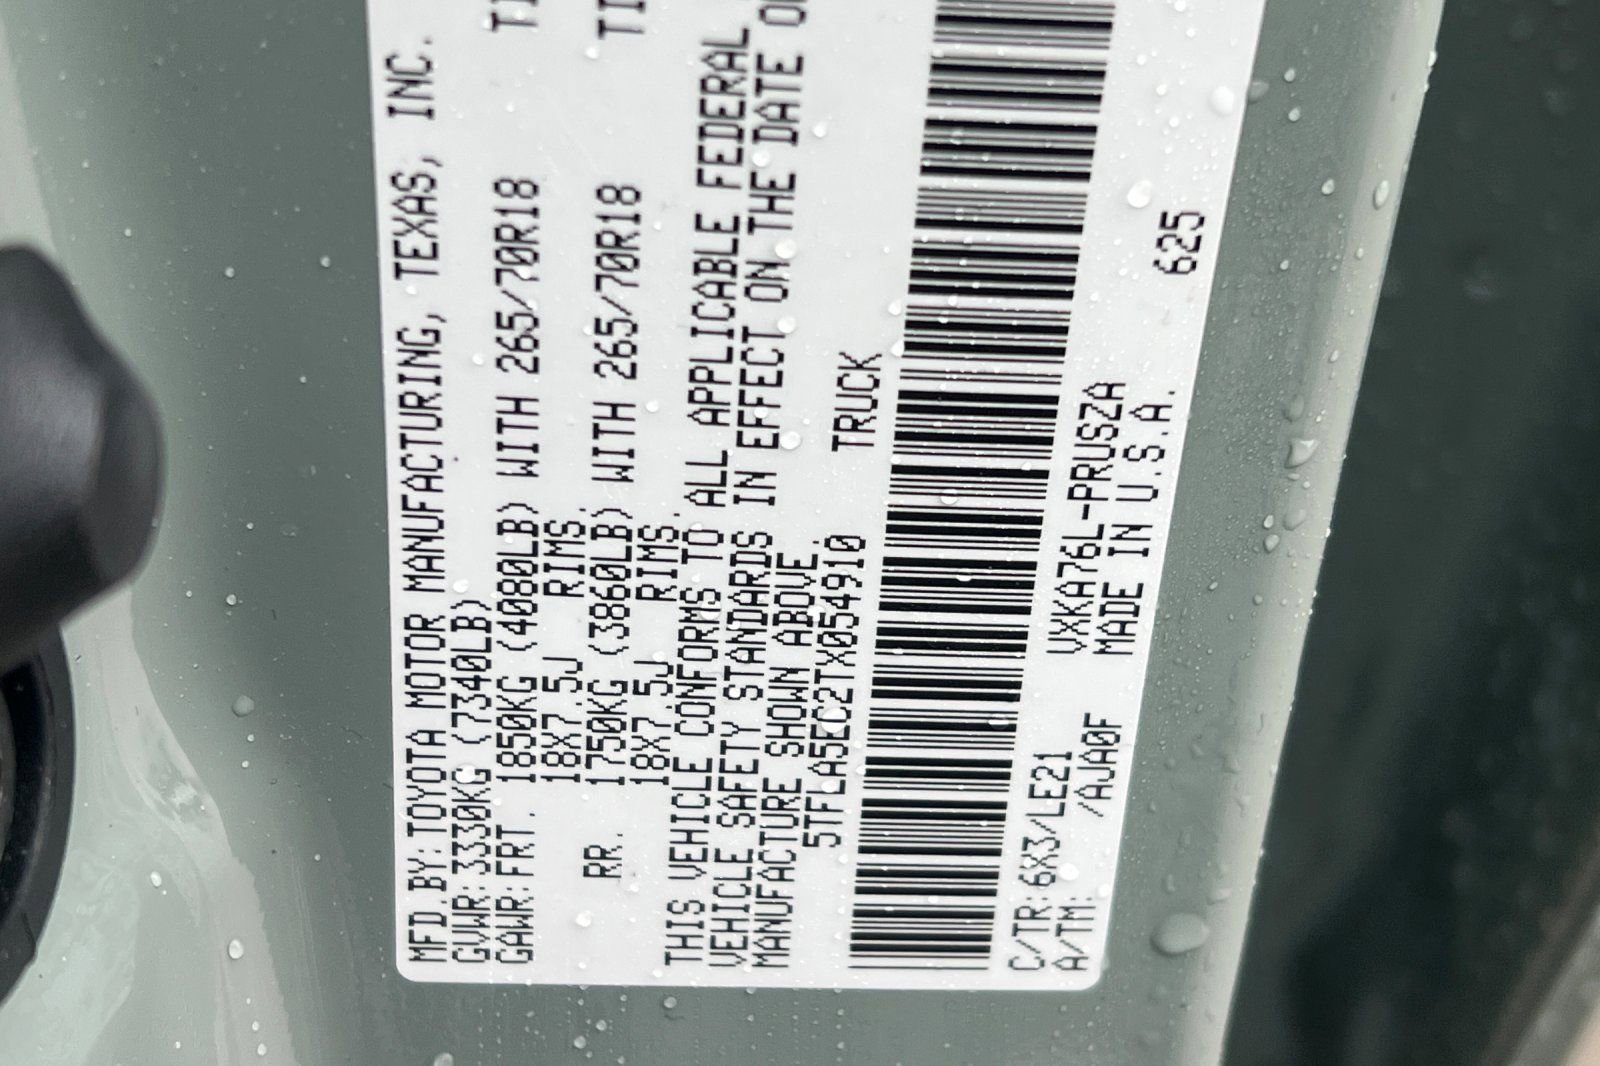 MFD.BY: TOYOTA MOTOR MANUFACTURING, TEXAS, INC.
GVWR: 3330KG (7340LB)
GAWR: FRT. 1850KG (4080LB) WITH 265/70R18 TI
18X7.5J RIMS,
RR. 1750KG (3860LB) WITH 265/70R18 TI
18X7.5J RIMS.
THIS VEHICLE CONFORMS TO ALL APPLICABLE FEDERAL
VEHICLE SAFETY STANDARDS IN EFFECT ON THE DATE
MANUFACTURE SHOWN ABOVE.
5TFLA5EC2TX054910 TRUCK
C/TR: 6X3/LE21 VXKA76L-PRUSZA 625
A/TM: /AJA0F MADE IN U.S.A.